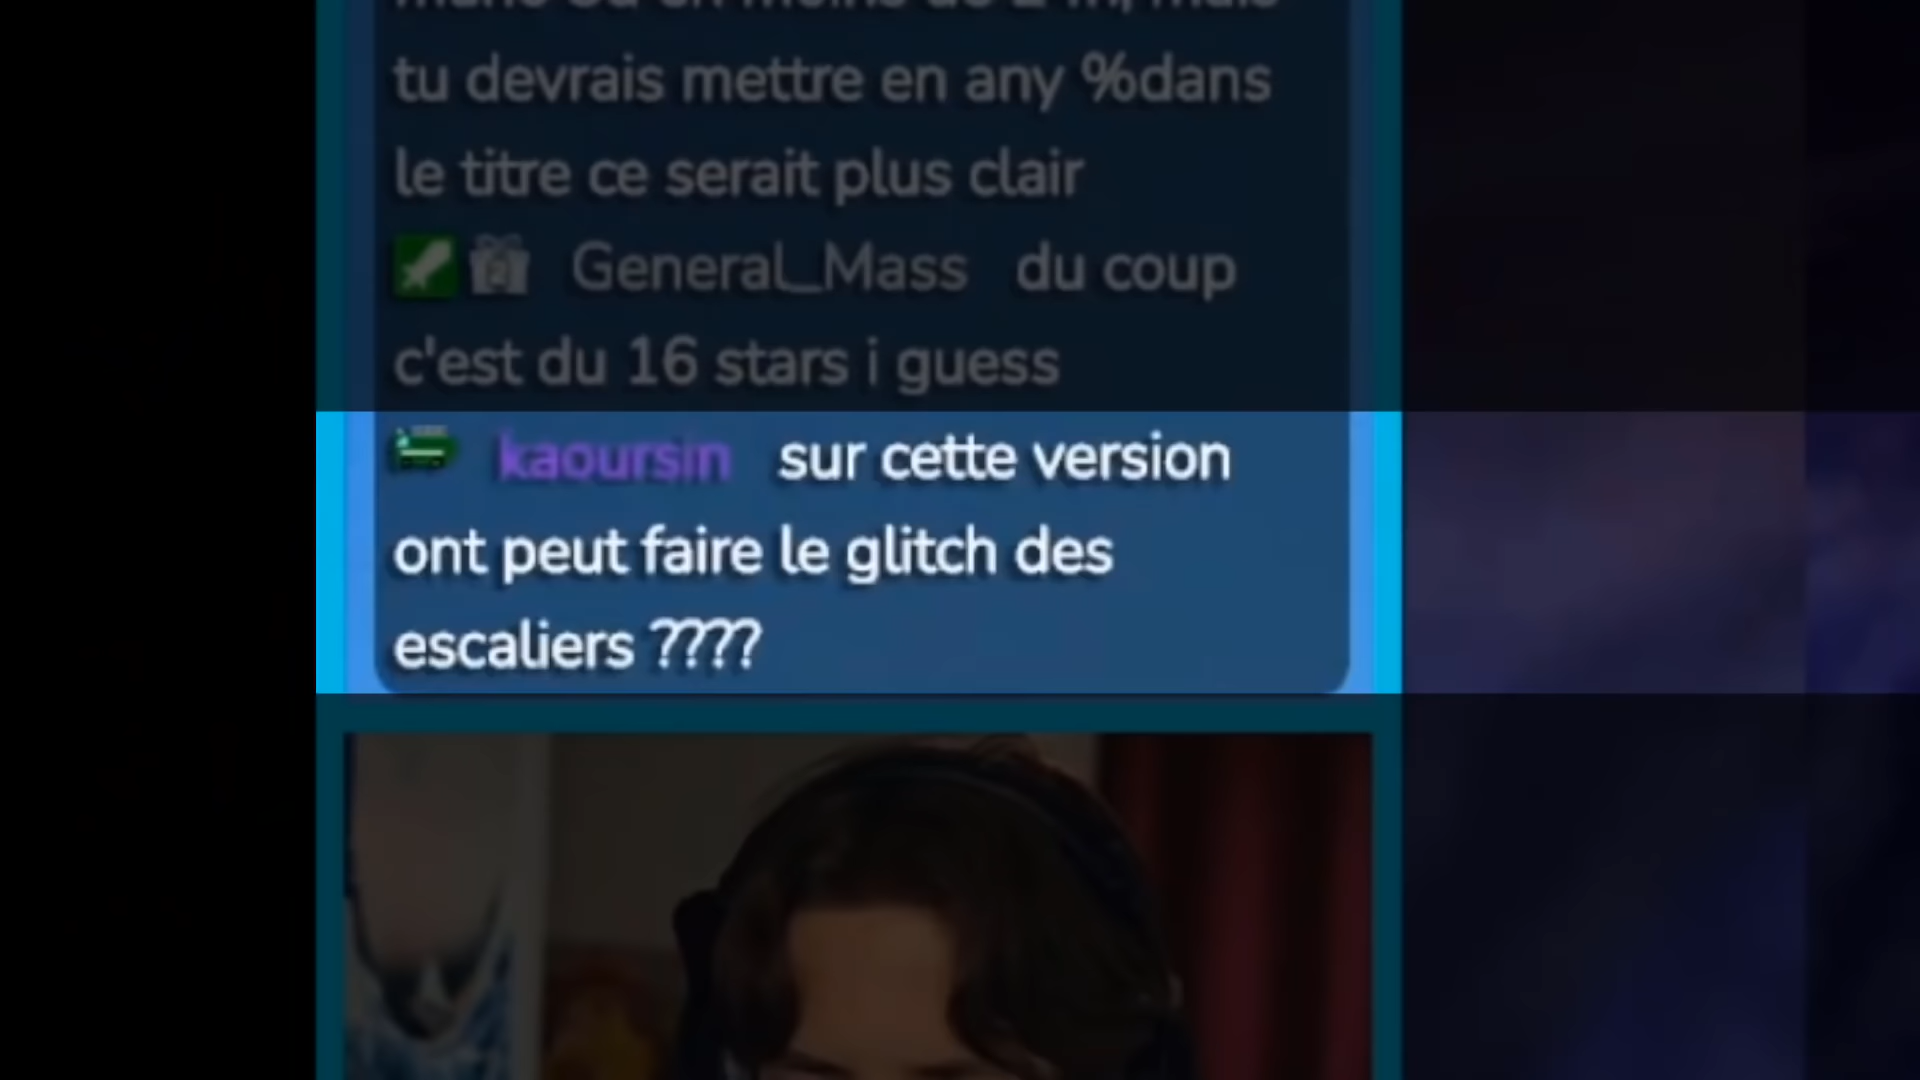 tu devrais mettre en any %dans
le titre ce serait plus clair
General_Mass du coup
c'est du 16 stars i guess
kaoursin sur cette version
ont peut faire le glitch des
escaliers ????